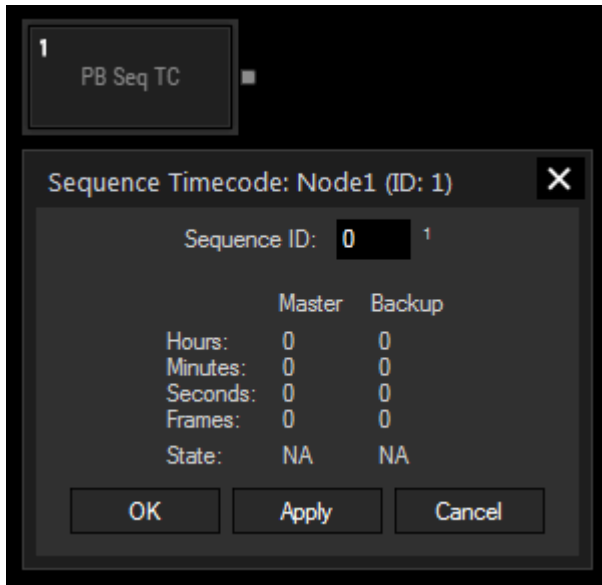 1
PB Seq TC
Sequence Timecode: Node1 (ID: 1)
Sequence ID: 0 1
Master Backup
Hours: 0 0
Minutes: 0 0
Seconds: 0 0
Frames: 0 0
State: NA NA
OK Apply Cancel